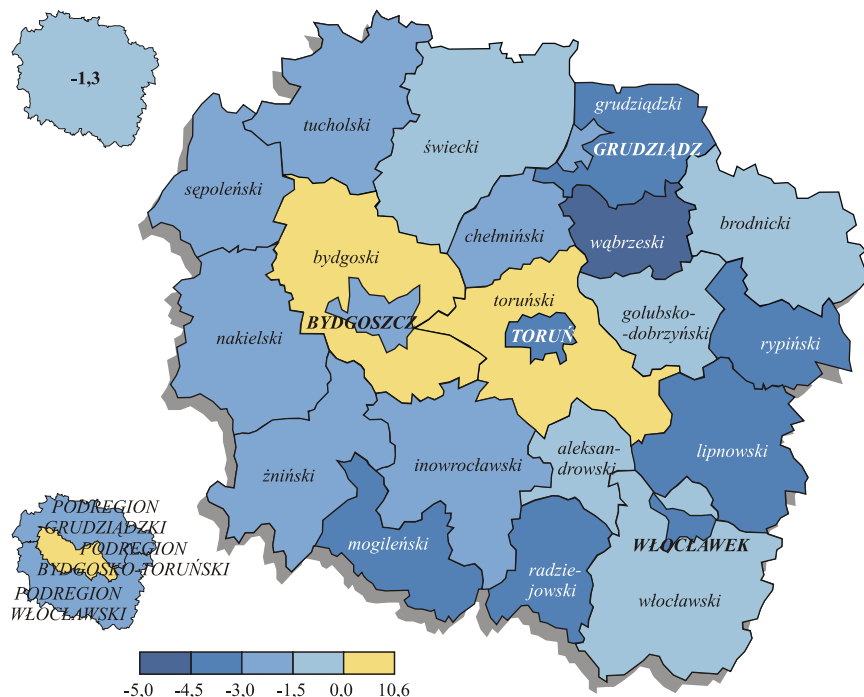 -1,3
tucholski
świecki
grudziądzki
GRUDZIĄDZ
sępoleński
chełmiński
wąbrzeski
brodnicki
bydgoski
toruński
golubsko-
-dobrzyński
BYDGOSZCZ
TORUŃ
nakielski
rypiński
żniński
inowrocławski
aleksan-
drowski
lipnowski
mogileński
radzie-
jowski
WŁOCŁAWEK
włocławski
PODREGION
GRUDZIĄDZKI
PODREGION
BYDGOSKO-TORUŃSKI
PODREGION
WŁOCŁAWSKI
-5,0 -4,5 -3,0 -1,5 0,0 10,6